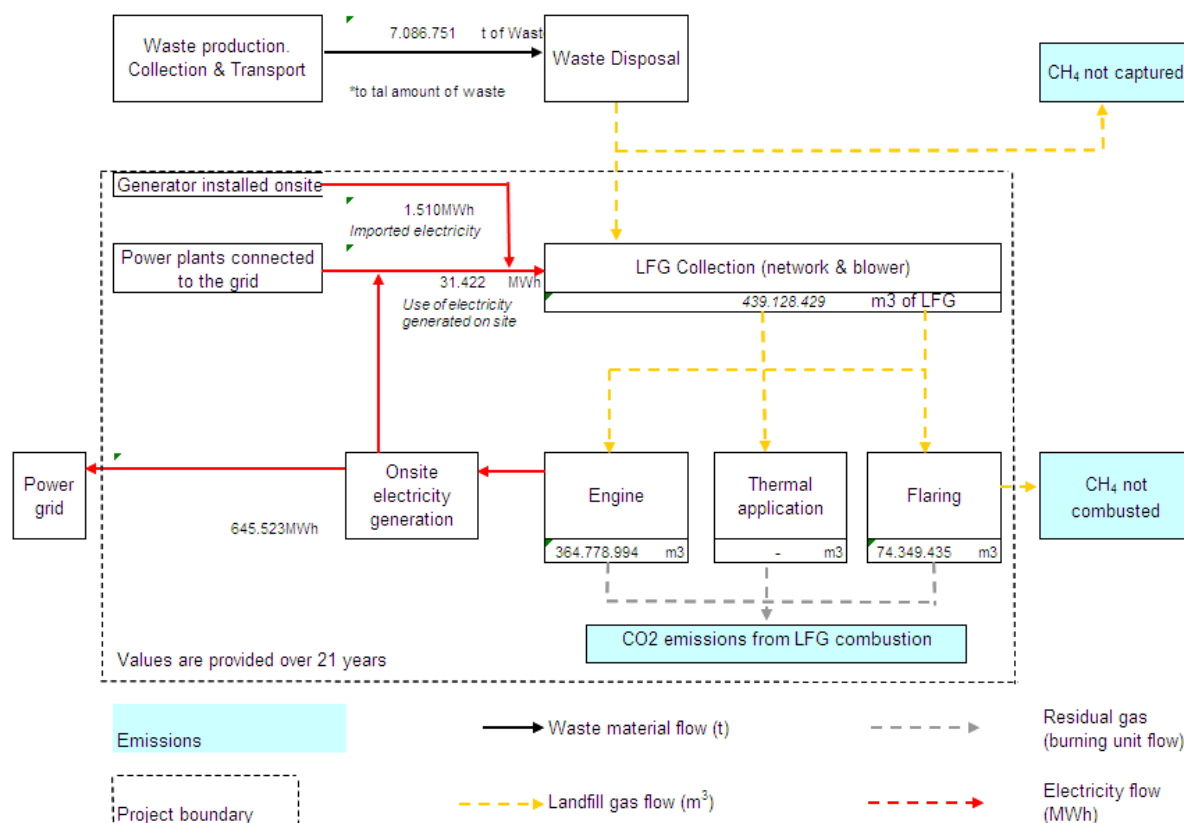 Waste production.
Collection & Transport
7.086.751 t of Wast
*to tal amount of waste
Waste Disposal
CH₄ not captured
Generator installed onsite
1.510MWh
Imported electricity
Power plants connected
to the grid
31.422 MWh
Use of electricity
generated on site
LFG Collection (network & blower)
439.128.429 m3 of LFG
Power
grid
645.523MWh
Onsite
electricity
generation
Engine
364.778.994 m3
Thermal
application
- m3
Flaring
74.349.435 m3
CH₄ not
combusted
CO2 emissions from LFG combustion
Values are provided over 21 years
Emissions
Waste material flow (t)
Residual gas
(burning unit flow)
Project boundary
Landfill gas flow (m³)
Electricity flow
(MWh)